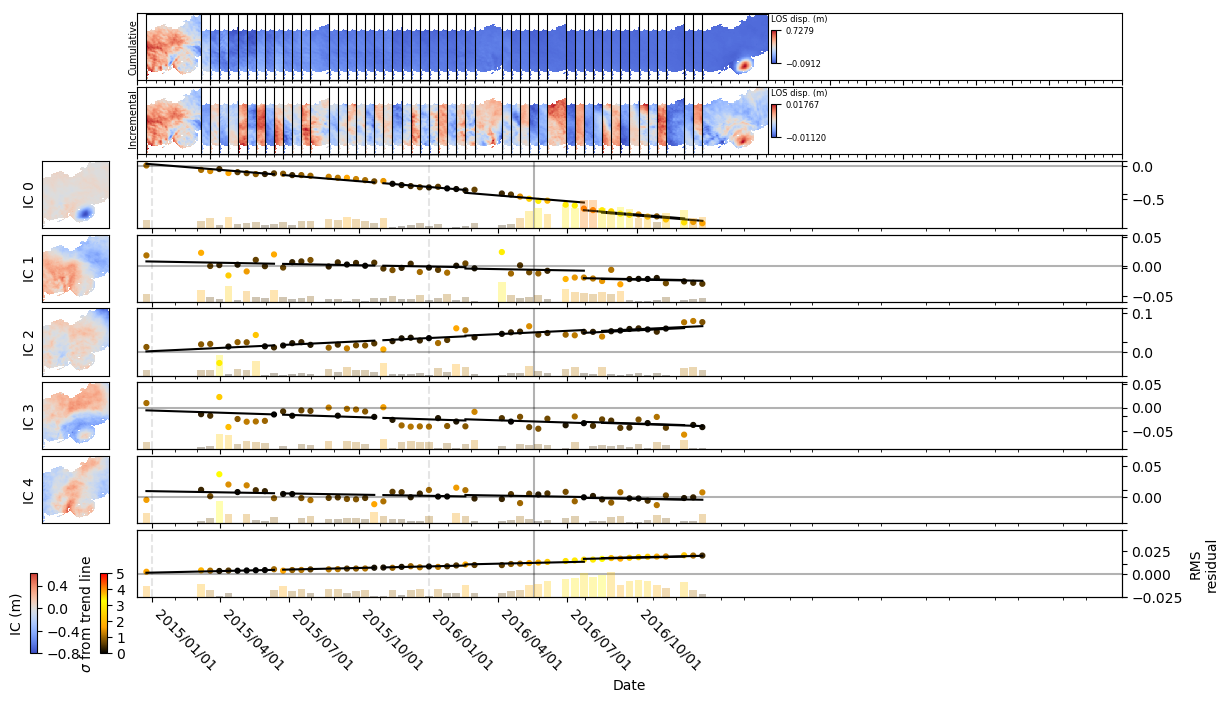 Cumulative
LOS disp. (m)
0.7279
−0.0912
Incremental
LOS disp. (m)
0.01767
−0.01120
IC 0
0.0
−0.5
IC 1
0.05
0.00
−0.05
IC 2
0.1
0.0
IC 3
0.05
0.00
−0.05
IC 4
0.05
0.00
RMS
residual
0.025
0.000
−0.025
IC (m)
0.4
0.0
−0.4
−0.8
σ from trend line
5
4
3
2
1
0
2015/01/01
2015/04/01
2015/07/01
2015/10/01
2016/01/01
2016/04/01
2016/07/01
2016/10/01
Date